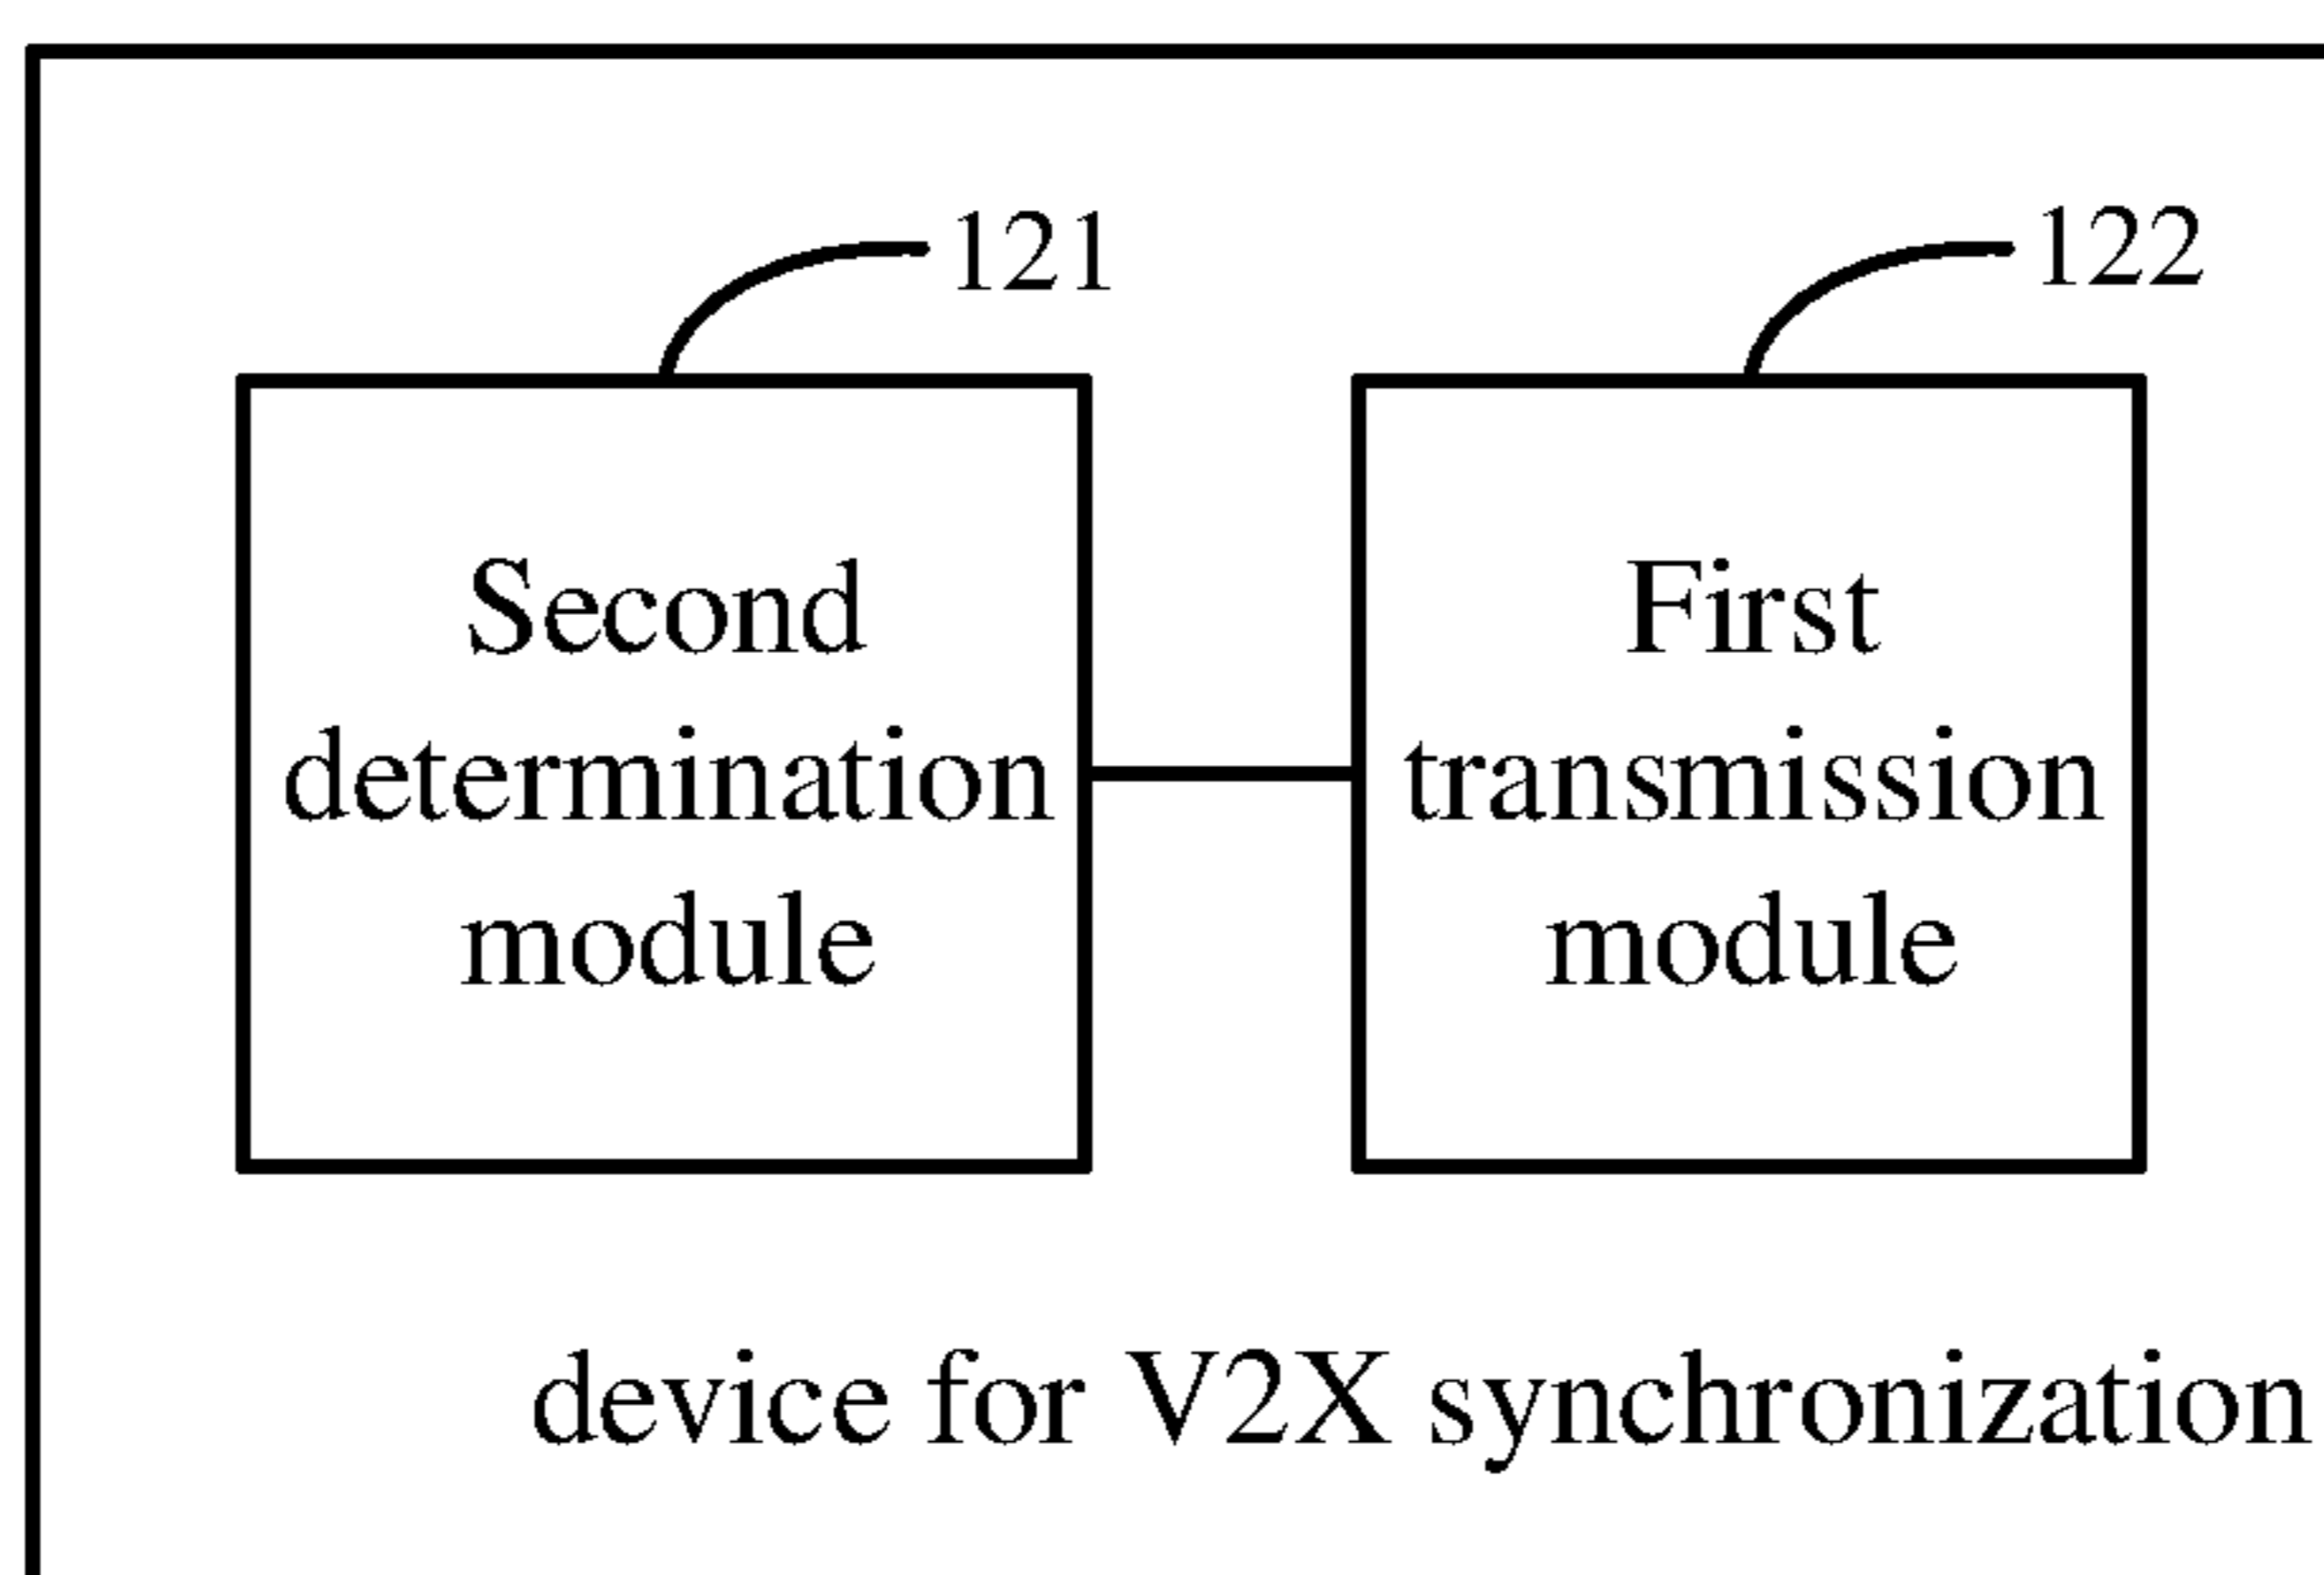 121
122
Second
determination
module
First
transmission
module
device for V2X synchronization